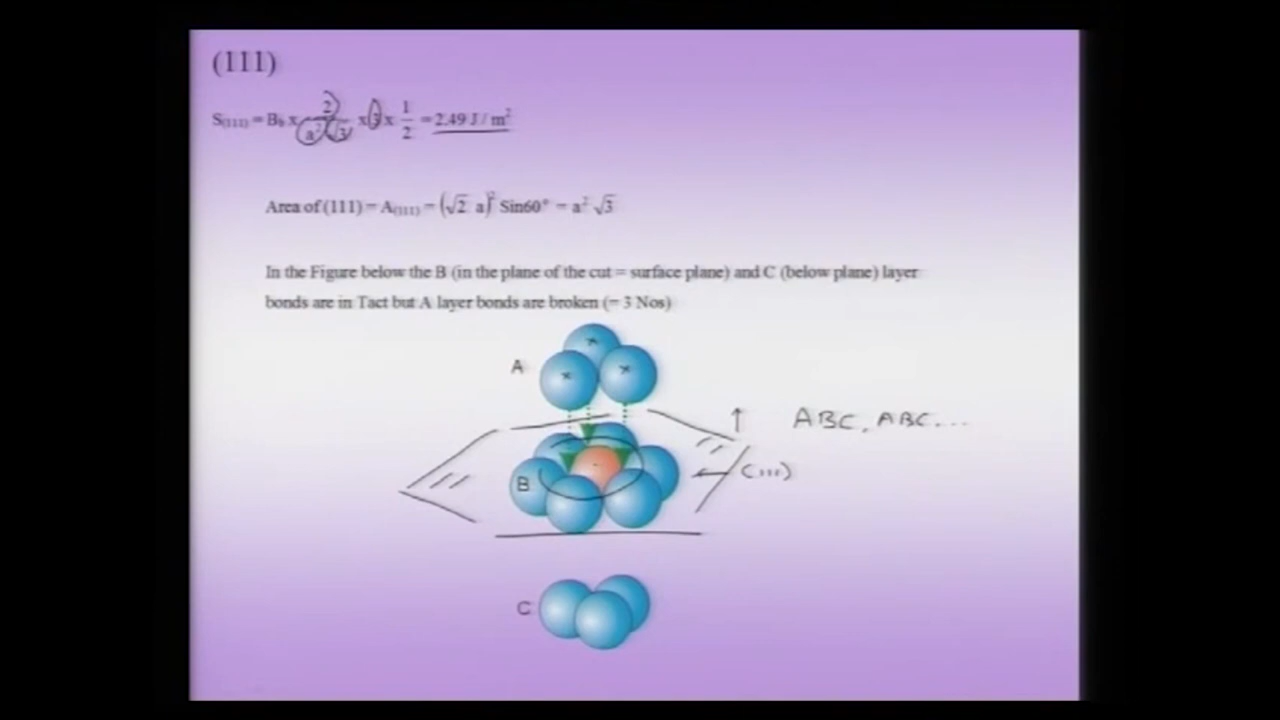 (111)
S(111) = Bb x 2/(a² √3) x 3 x 1/2 = 2.49 J / m²
Area of (111) = A(111) = (√2 a)² Sin60° = a² √3
In the Figure below the B (in the plane of the cut = surface plane) and C (below plane) layer
bonds are in Tact but A layer bonds are broken (= 3 Nos)
A
ABC, ABC...
B
(111)
C